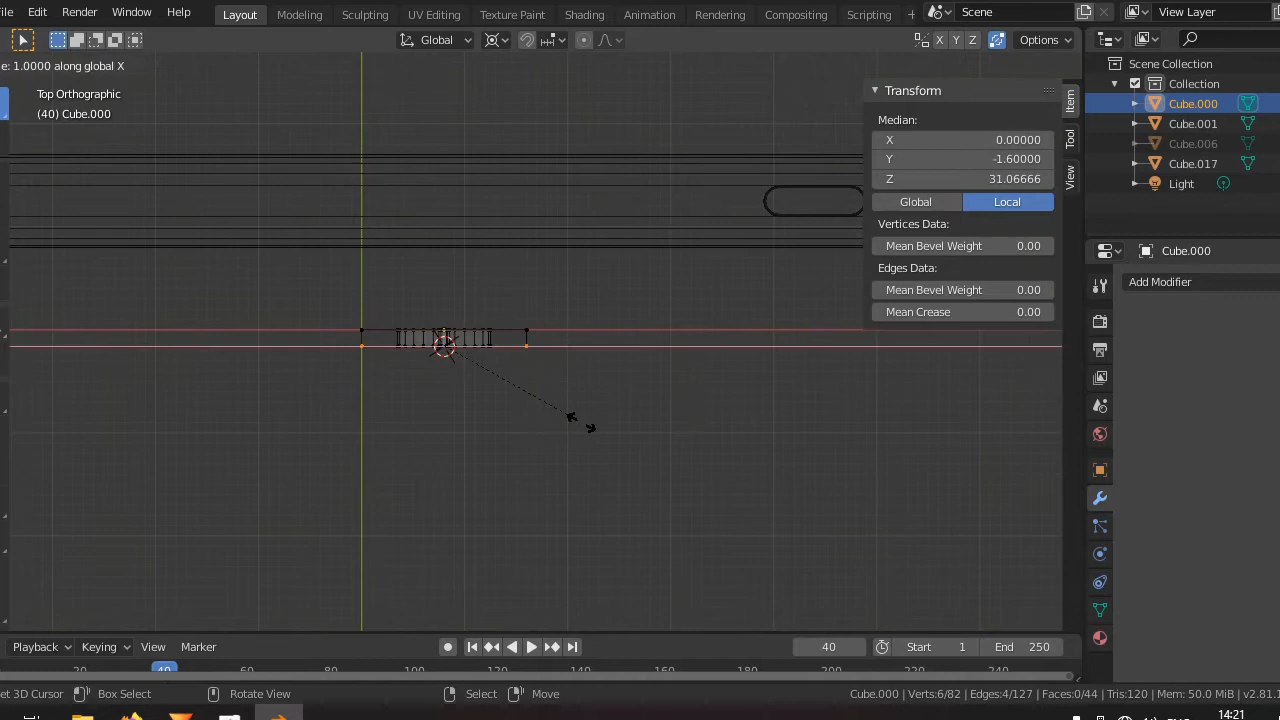 Edit Render Window Help Layout Modeling Sculpting UV Editing Texture Paint Shading Animation Rendering Compositing Scripting + Scene View Layer
Global X Y Z Options
e: 1.0000 along global X
Top Orthographic
(40) Cube.000
Transform
Median:
X 0.00000
Y -1.60000
Z 31.06666
Global Local
Vertices Data:
Mean Bevel Weight 0.00
Edges Data:
Mean Bevel Weight 0.00
Mean Crease 0.00
Item
Tool
View
Scene Collection
Collection
Cube.000
Cube.001
Cube.006
Cube.017
Light
Cube.000
Add Modifier
Playback Keying View Marker 40 Start 1 End 250
20 40 60 80 100 120 140 160 180 200 220 240
et 3D Cursor Box Select Rotate View Select Move Cube.000 | Verts:6/82 | Edges:4/127 | Faces:0/44 | Tris:120 | Mem: 50.0 MiB | v2.81.1
14:21